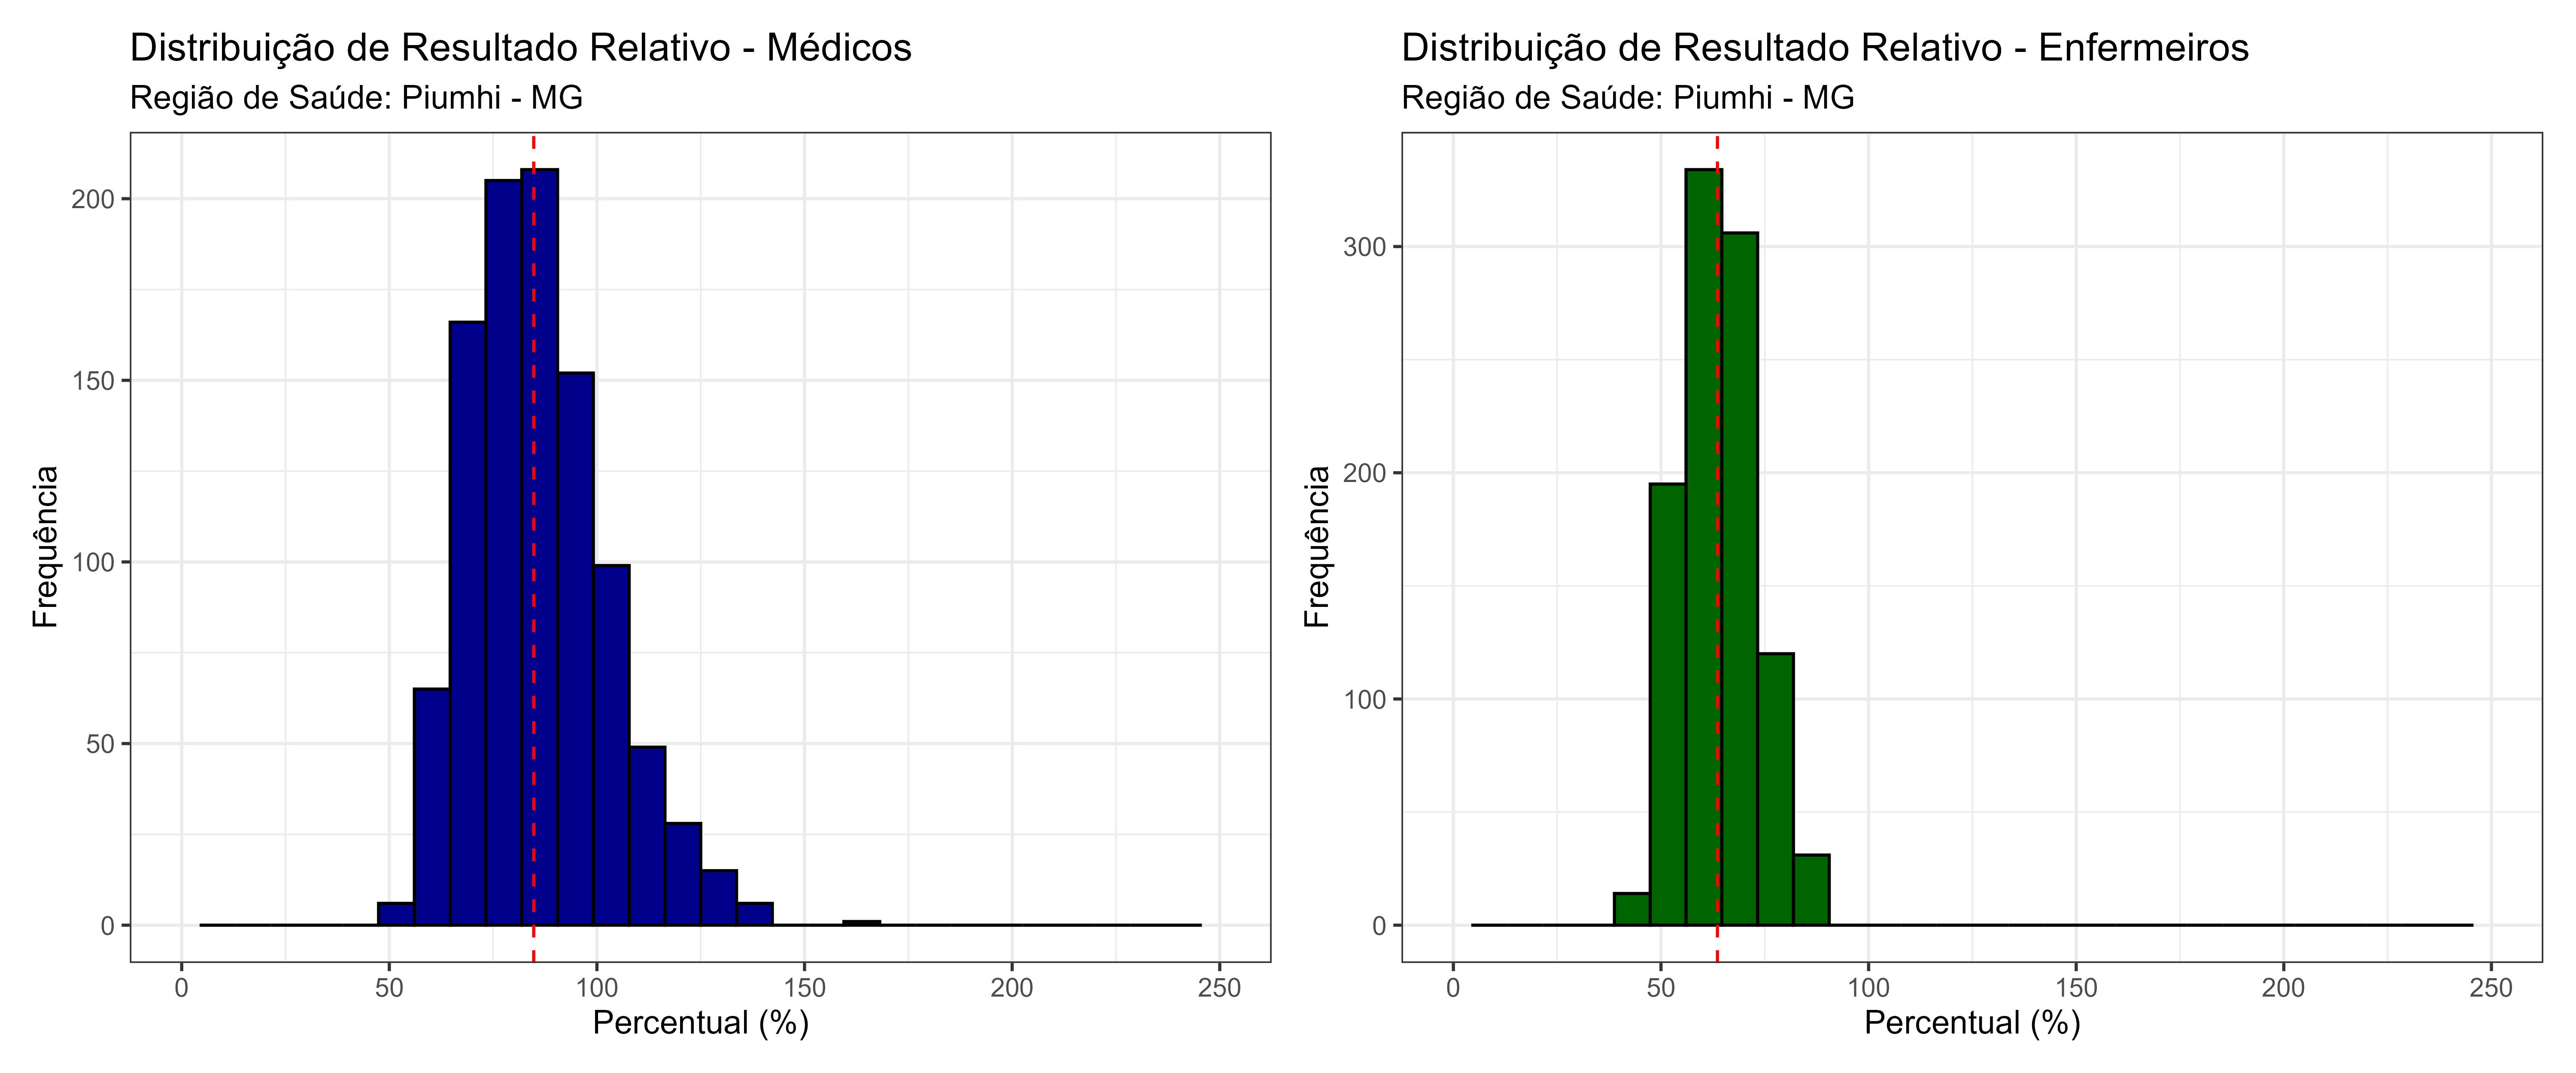 Distribuição de Resultado Relativo - Médicos
Região de Saúde: Piumhi - MG
Frequência
200
150
100
50
0
0 50 100 150 200 250
Percentual (%)
Distribuição de Resultado Relativo - Enfermeiros
Região de Saúde: Piumhi - MG
Frequência
300
200
100
0
0 50 100 150 200 250
Percentual (%)